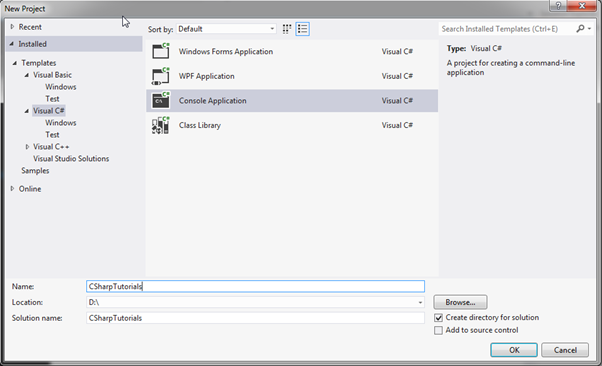 New Project
Recent
Installed
Templates
Visual Basic
Windows
Test
Visual C#
Windows
Test
Visual C++
Visual Studio Solutions
Samples
Online
Sort by: Default
Windows Forms Application Visual C#
WPF Application Visual C#
Console Application Visual C#
Class Library Visual C#
Search Installed Templates (Ctrl+E)
Type: Visual C#
A project for creating a command-line
application
Name: CSharpTutorials
Location: D:\
Browse...
Solution name: CSharpTutorials
Create directory for solution
Add to source control
OK Cancel